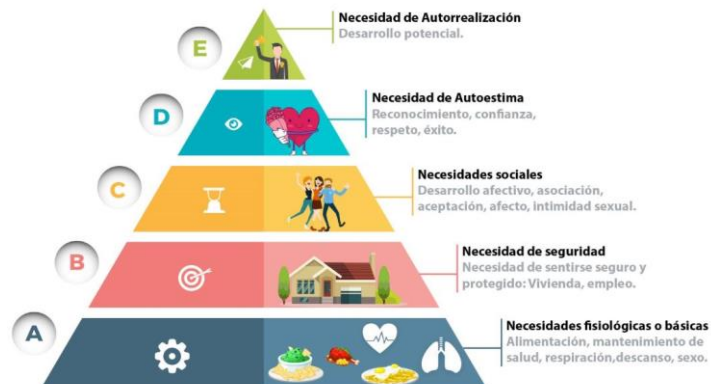 E
Necesidad de Autorrealización
Desarrollo potencial.
D
Necesidad de Autoestima
Reconocimiento, confianza,
respeto, éxito.
C
Necesidades sociales
Desarrollo afectivo, asociación,
aceptación, afecto, intimidad sexual.
B
Necesidad de seguridad
Necesidad de sentirse seguro y
protegido: Vivienda, empleo.
A
Necesidades fisiológicas o básicas
Alimentación, mantenimiento de
salud, respiración,descanso, sexo.